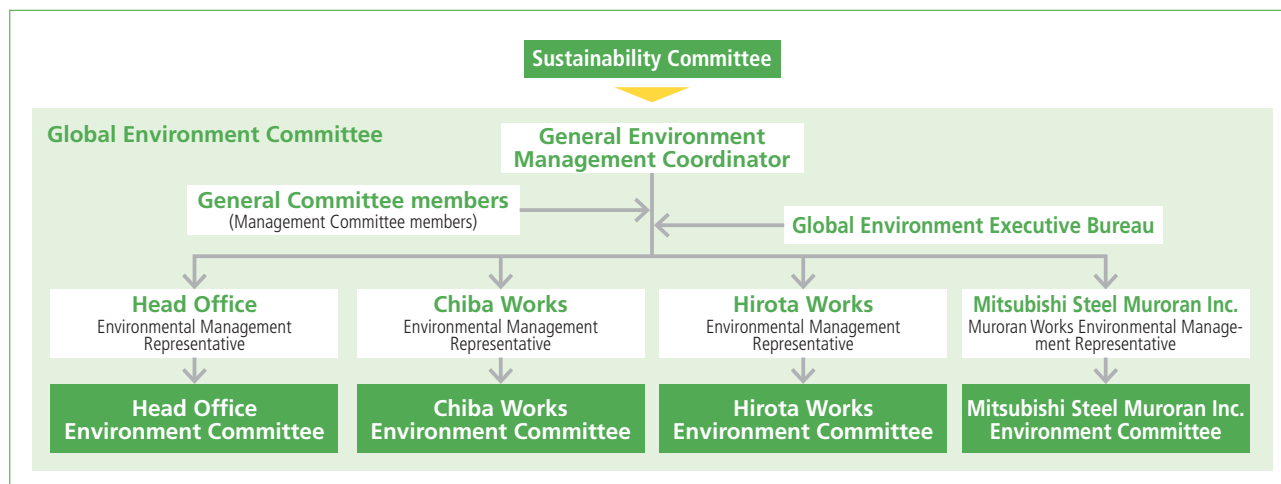 Sustainability Committee
Global Environment Committee
General Environment
Management Coordinator
General Committee members
(Management Committee members)
Global Environment Executive Bureau
Head Office
Environmental Management
Representative
Chiba Works
Environmental Management
Representative
Hirota Works
Environmental Management
Representative
Mitsubishi Steel Muroran Inc.
Muroran Works Environmental Manage-
ment Representative
Head Office
Environment Committee
Chiba Works
Environment Committee
Hirota Works
Environment Committee
Mitsubishi Steel Muroran Inc.
Environment Committee